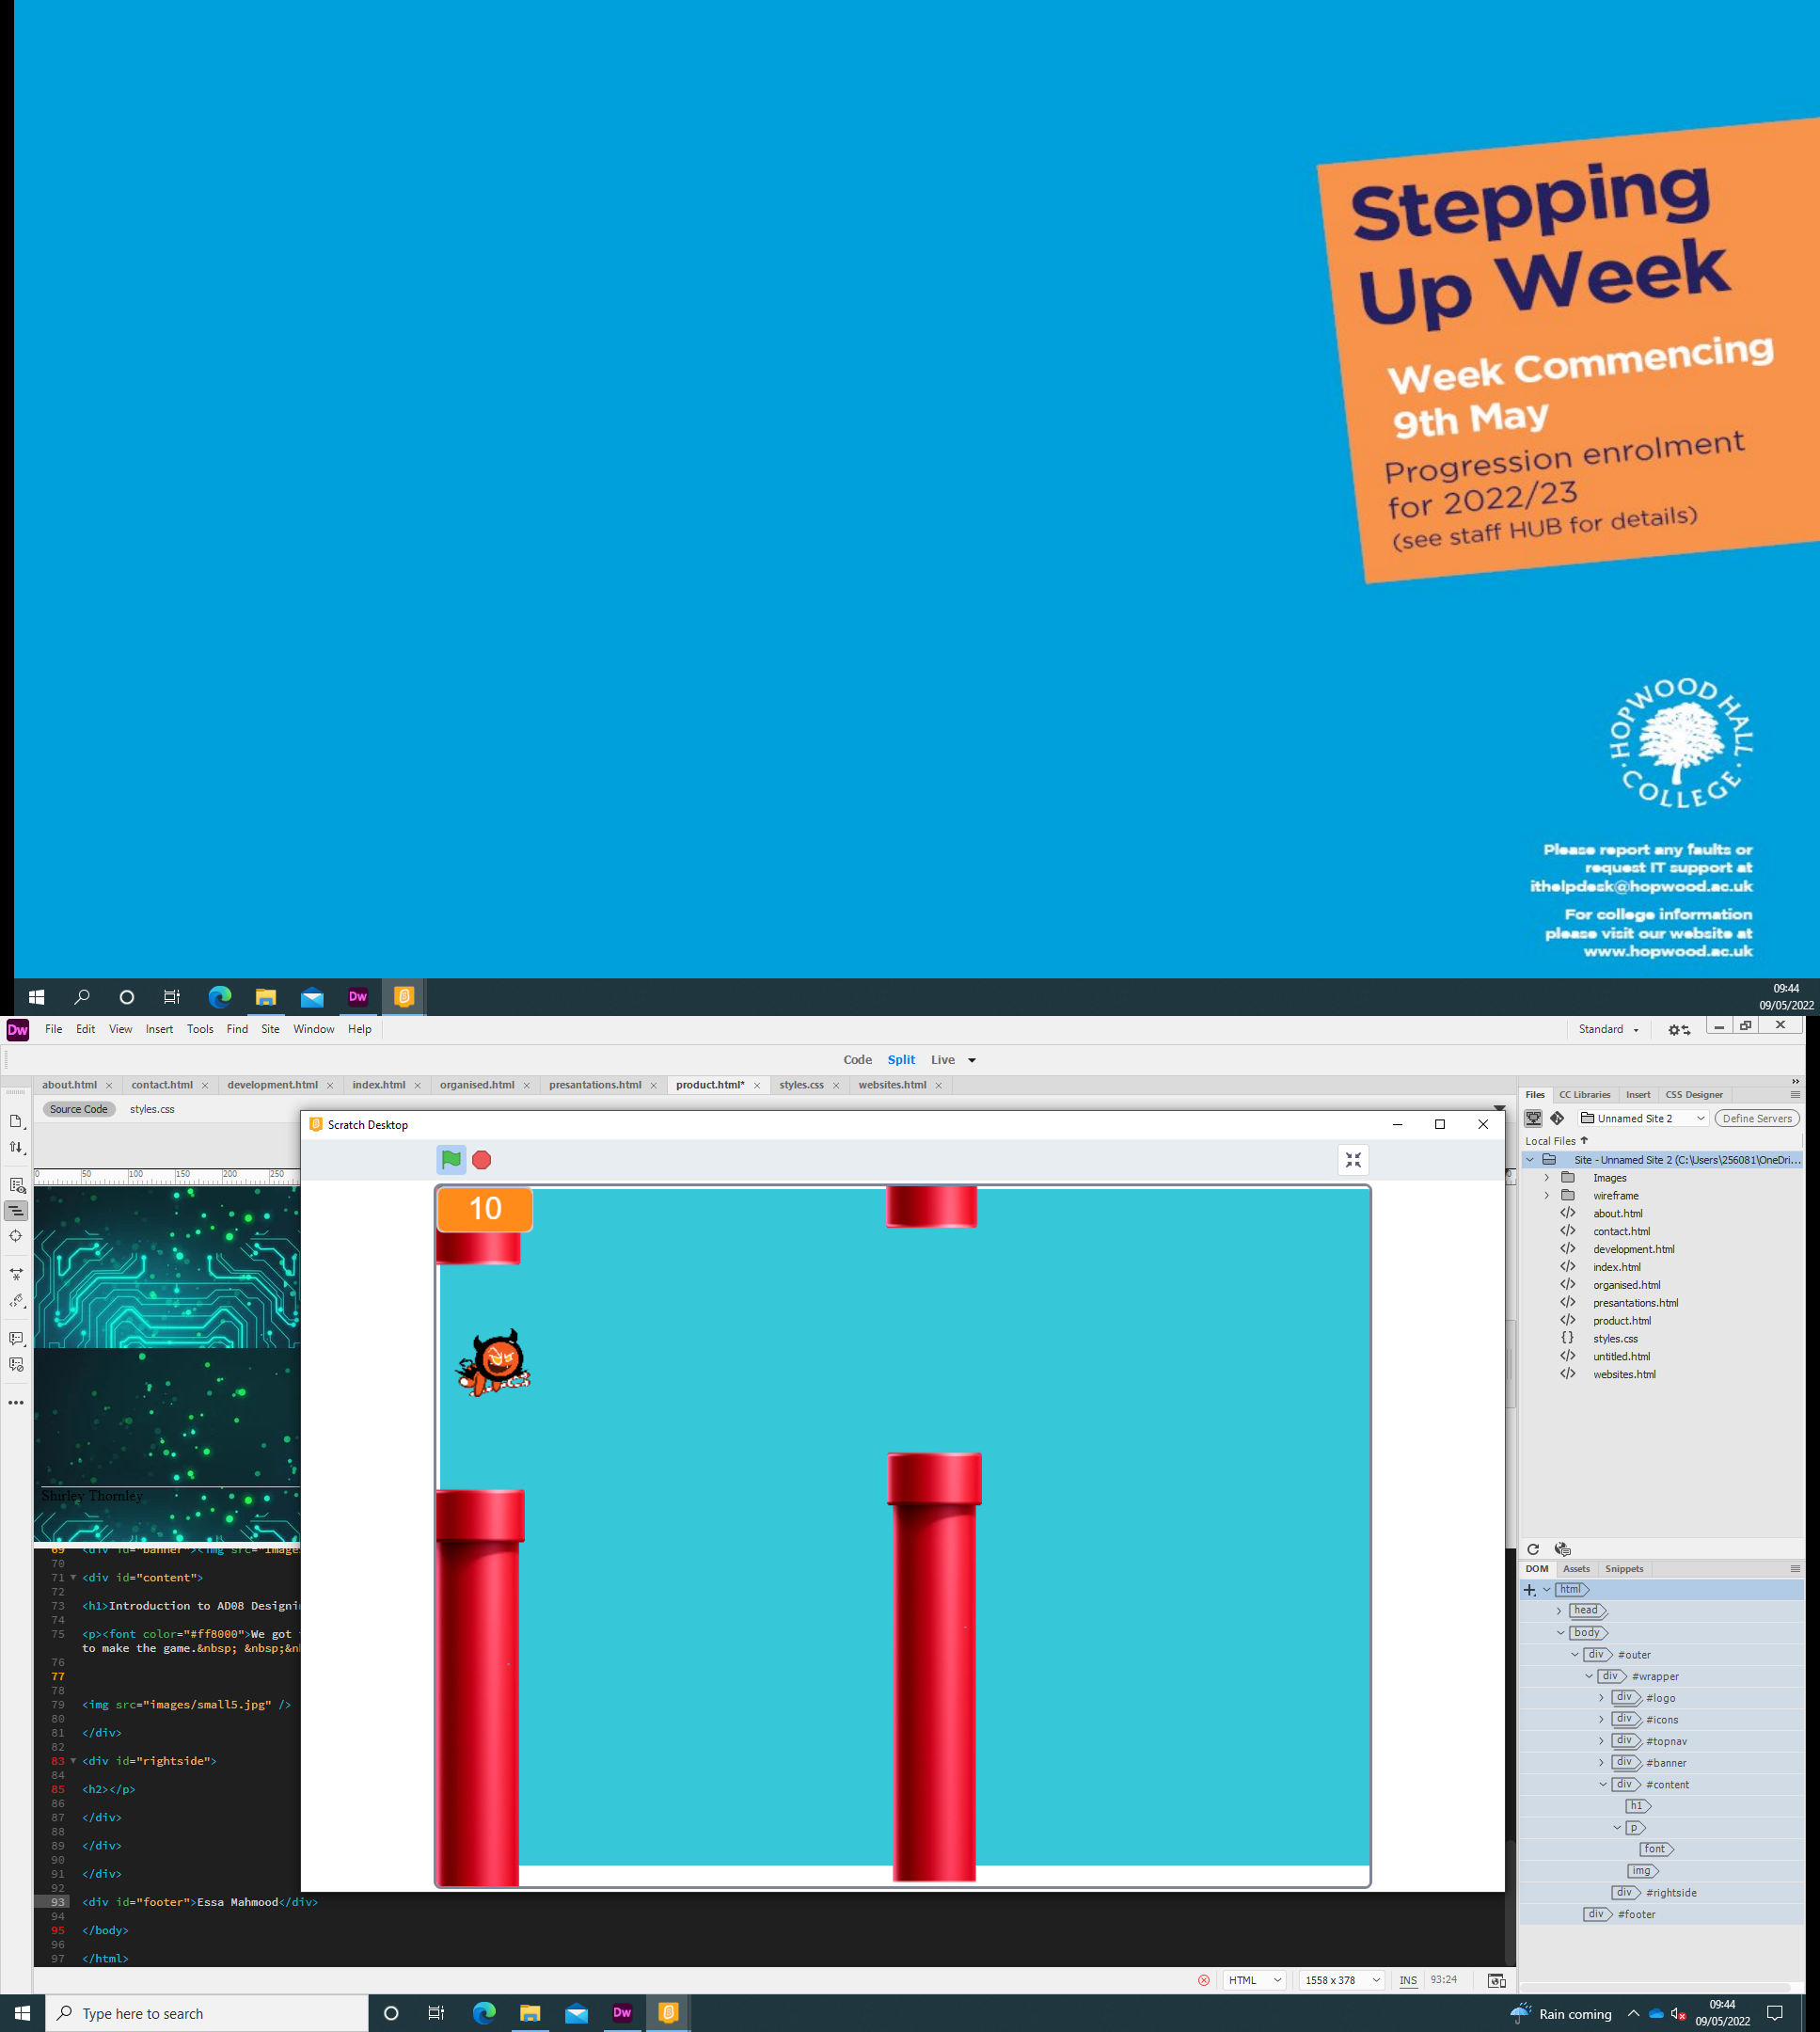 Stepping
Up Week
Week Commencing
9th May
Progression enrolment
for 2022/23
(see staff HUB for details)
HOPWOOD HALL
· COLLEGE ·
Please report any faults or
request IT support at
ithelpdesk@hopwood.ac.uk
For college information
please visit our website at
www.hopwood.ac.uk
Dw
09:44
09/05/2022
Dw File Edit View Insert Tools Find Site Window Help Standard
Code Split Live
about.html contact.html development.html index.html organised.html presantations.html product.html* styles.css websites.html
Source Code styles.css
Scratch Desktop
0 50 100 150 200 250
10
Shirley Thornley
69 <div id="banner"><img src="image
70
71 <div id="content">
72
73 <h1>Introduction to AD08 Designi
74
75 <p><font color="#ff8000">We got
to make the game.&nbsp; &nbsp;&n
76
77
78
79 <img src="images/small5.jpg" />
80
81 </div>
82
83 <div id="rightside">
84
85 <h2></p>
86
87 </div>
88
89 </div>
90
91 </div>
92
93 <div id="footer">Essa Mahmood</div>
94
95 </body>
96
97 </html>
HTML 1558 x 378 INS 93:24
Files CC Libraries Insert CSS Designer
Unnamed Site 2 Define Servers
Local Files
Site - Unnamed Site 2 (C:\Users\256081\OneDri...
Images
wireframe
about.html
contact.html
development.html
index.html
organised.html
presantations.html
product.html
styles.css
untitled.html
websites.html
DOM Assets Snippets
html
head
body
div #outer
div #wrapper
div #logo
div #icons
div #topnav
div #banner
div #content
h1
p
font
img
div #rightside
div #footer
Type here to search
Dw
Rain coming
09:44
09/05/2022